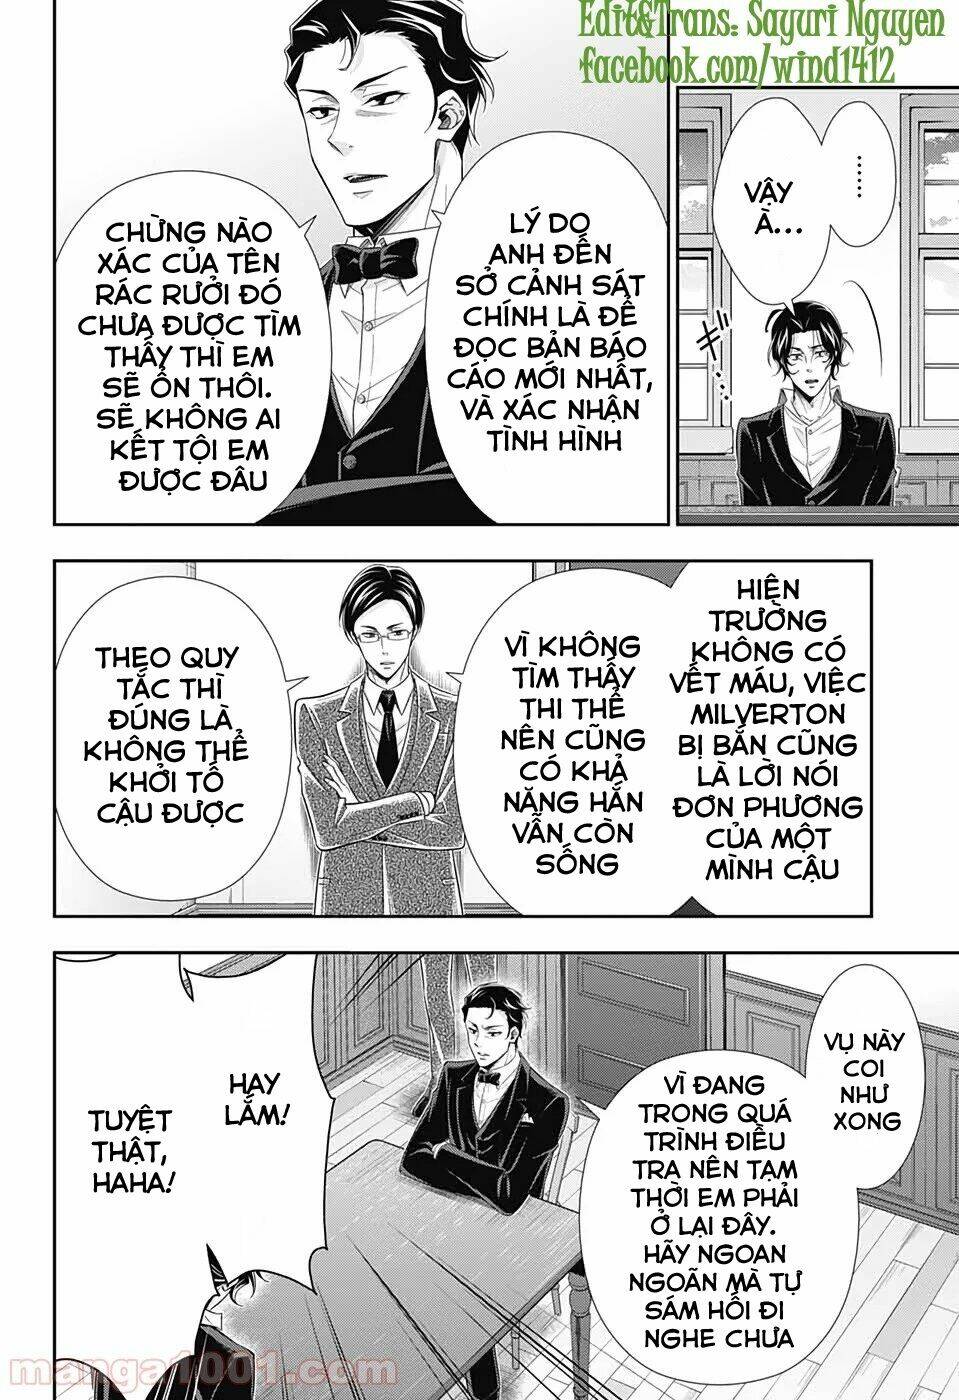 Edit&Trans: Sayuri Nguyen
Facebook.com/wind1412
......
VẬY
À...
LÝ DO
ANH ĐẾN
SỞ CẢNH SÁT
CHÍNH LÀ ĐỂ
ĐỌC BẢN BÁO
CÁO MỚI NHẤT,
VÀ XÁC NHẬN
TÌNH HÌNH
CHỪNG NÀO
XÁC CỦA TÊN
RÁC RƯỞI ĐÓ
CHƯA ĐƯỢC TÌM
THẤY THÌ EM
SẼ ỔN THÔI.
SẼ KHÔNG AI
KẾT TỘI EM
ĐƯỢC ĐÂU
HIỆN
TRƯỜNG
KHÔNG CÓ
VẾT MÁU, VIỆC
MILVERTON
BỊ BẮN CŨNG
LÀ LỜI NÓI
ĐƠN PHƯƠNG
CỦA MỘT
MÌNH CẬU
VÌ KHÔNG
TÌM THẤY
THI THỂ
NÊN CŨNG
CÓ KHẢ
NĂNG HẮN
VẪN CÒN
SỐNG
THEO QUY
TẮC THÌ
ĐÚNG LÀ
KHÔNG THỂ
KHỞI TỐ
CẬU ĐƯỢC
VỤ NÀY
COI
NHƯ
XONG
VÌ ĐANG
TRONG QUÁ
TRÌNH ĐIỀU
TRA NÊN TẠM
THỜI EM PHẢI
Ở LẠI ĐÂY.
HÃY NGOAN
NGOÃN MÀ TỰ
SÁM HỐI ĐI
NGHE CHƯA
HAY
LẮM!
TUYỆT
THẬT,
HAHA!
manga1001.com